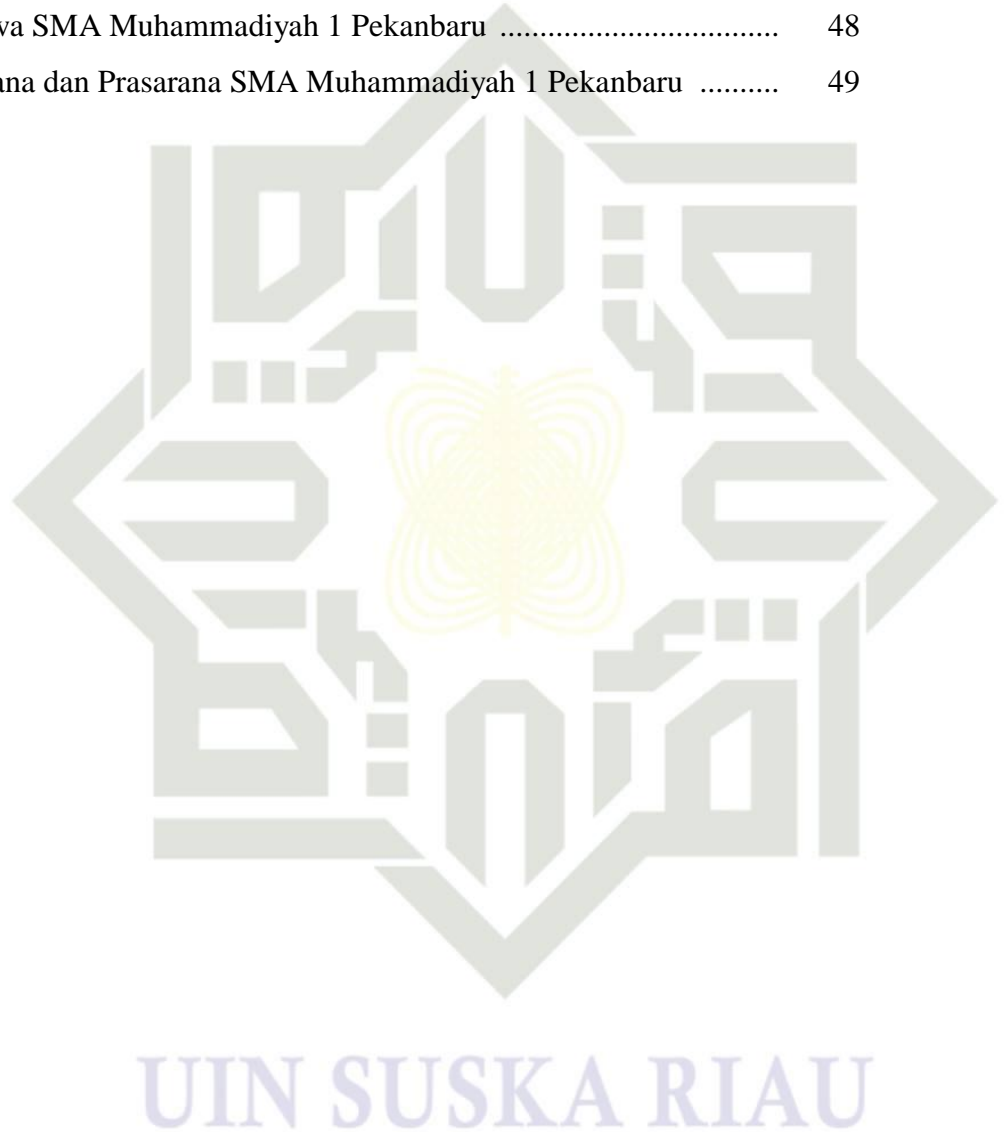 va SMA Muhammadiyah 1 Pekanbaru .................................. 48
ana dan Prasarana SMA Muhammadiyah 1 Pekanbaru .......... 49
UIN SUSKA RIAU